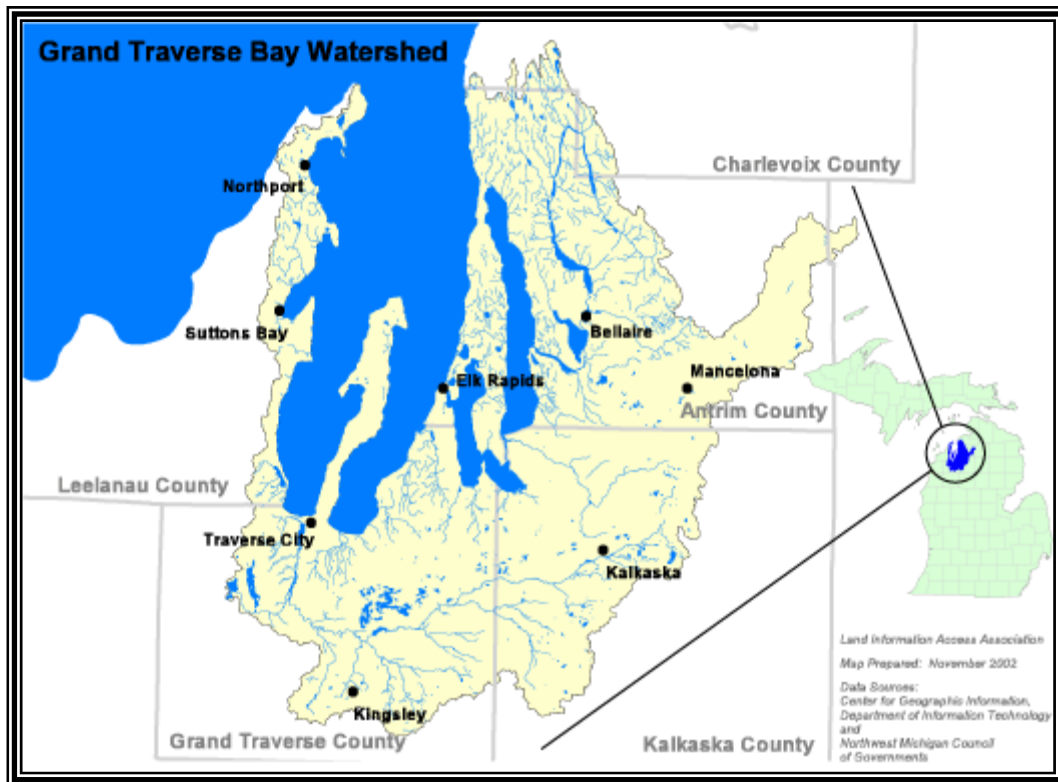 Grand Traverse Bay Watershed
Charlevoix County
Northport
Suttons Bay
Bellaire
Elk Rapids
Mancelona
Antrim County
Leelanau County
Traverse City
Kalkaska
Kingsley
Grand Traverse County
Kalkaska County
Land Information Access Association
Map Prepared: November 2002
Data Sources:
Center for Geographic Information,
Department of Information Technology
and
Northwest Michigan Council
of Governments